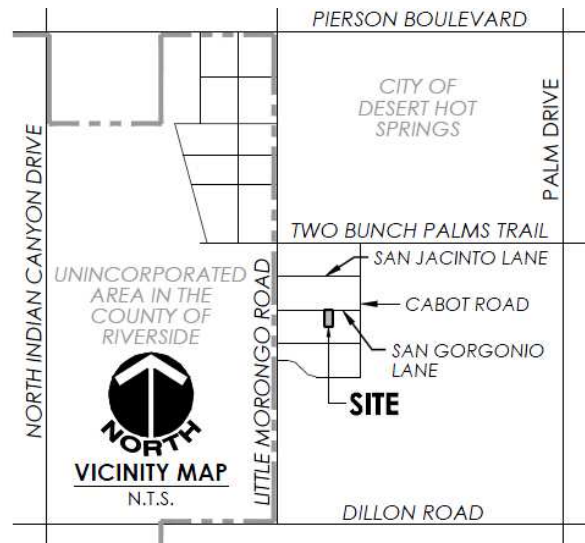 PIERSON BOULEVARD
CITY OF
DESERT HOT
SPRINGS
PALM DRIVE
NORTH INDIAN CANYON DRIVE
TWO BUNCH PALMS TRAIL
SAN JACINTO LANE
UNINCORPORATED
AREA IN THE
COUNTY OF
RIVERSIDE
LITTLE MORONGO ROAD
CABOT ROAD
SAN GORGONIO
LANE
SITE
NORTH
VICINITY MAP
N.T.S.
DILLON ROAD